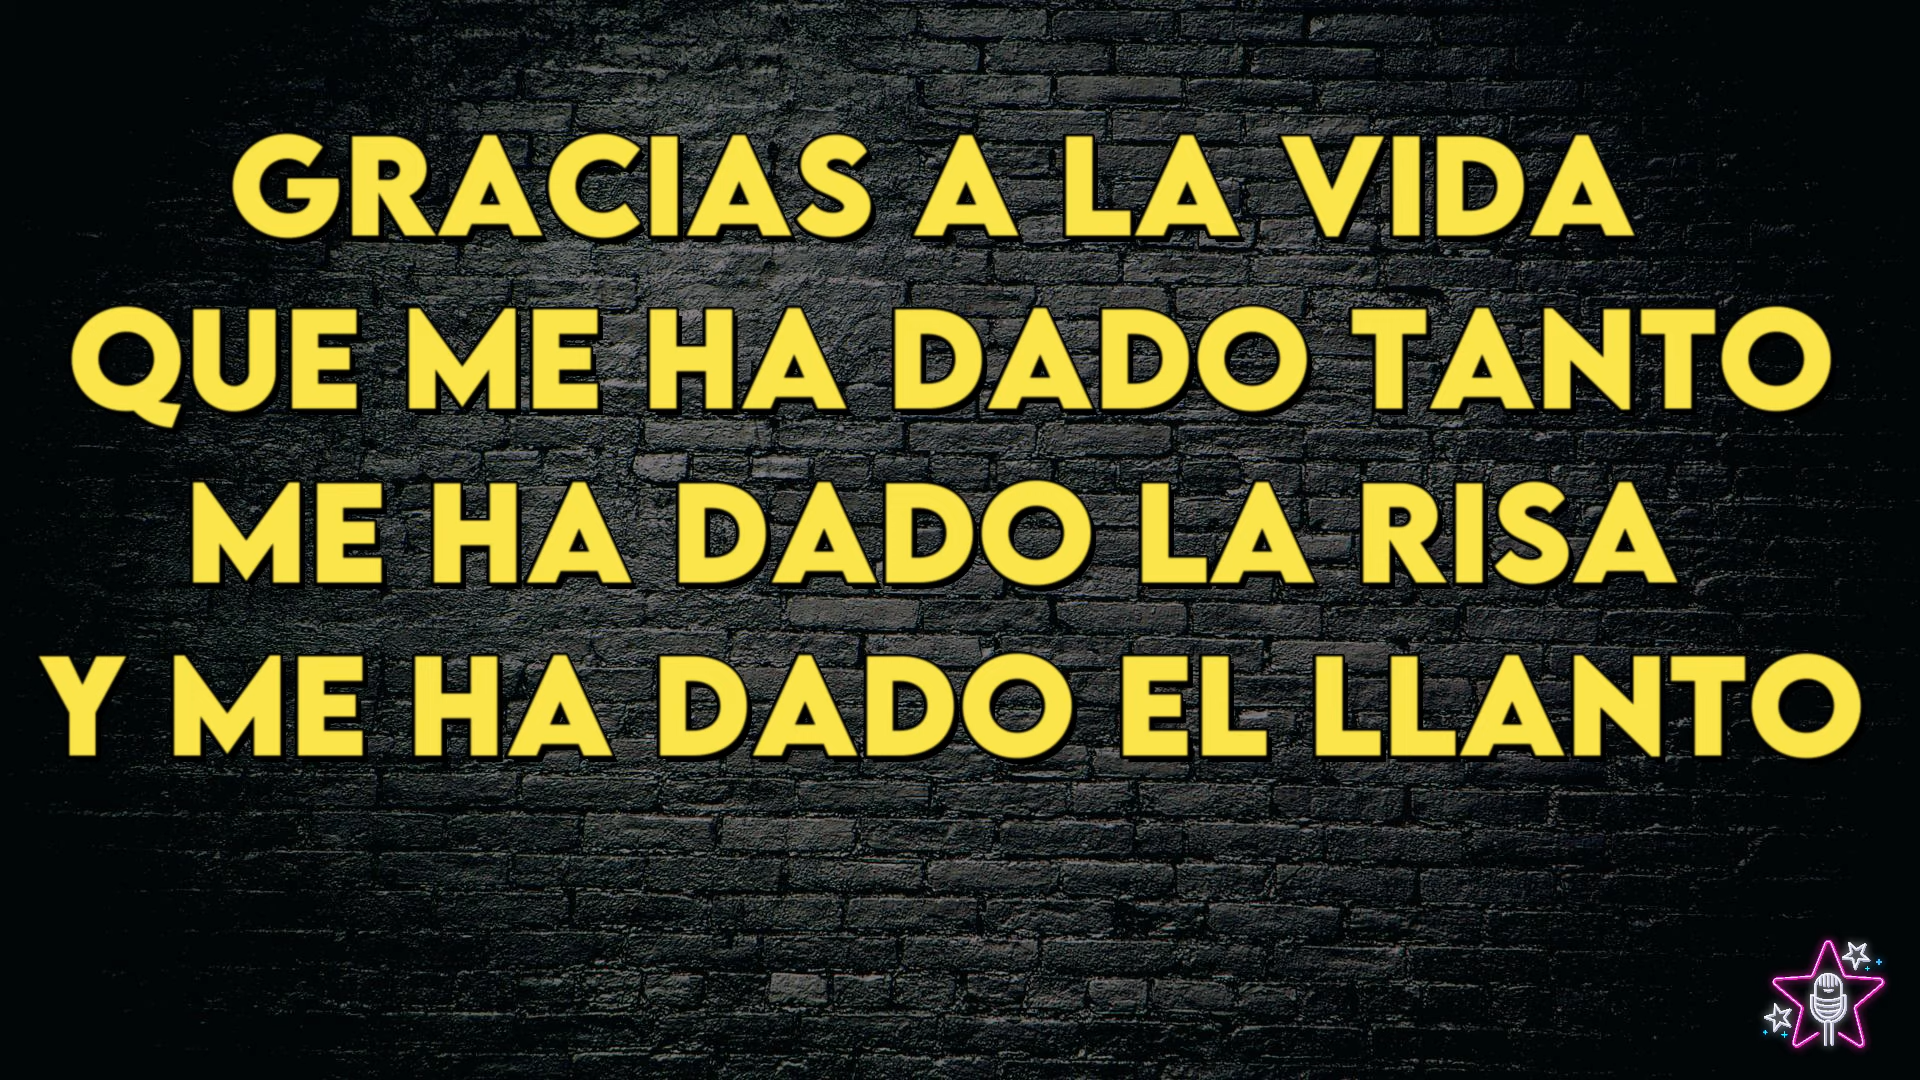 GRACIAS A LA VIDA
QUE ME HA DADO TANTO
ME HA DADO LA RISA
Y ME HA DADO EL LLANTO